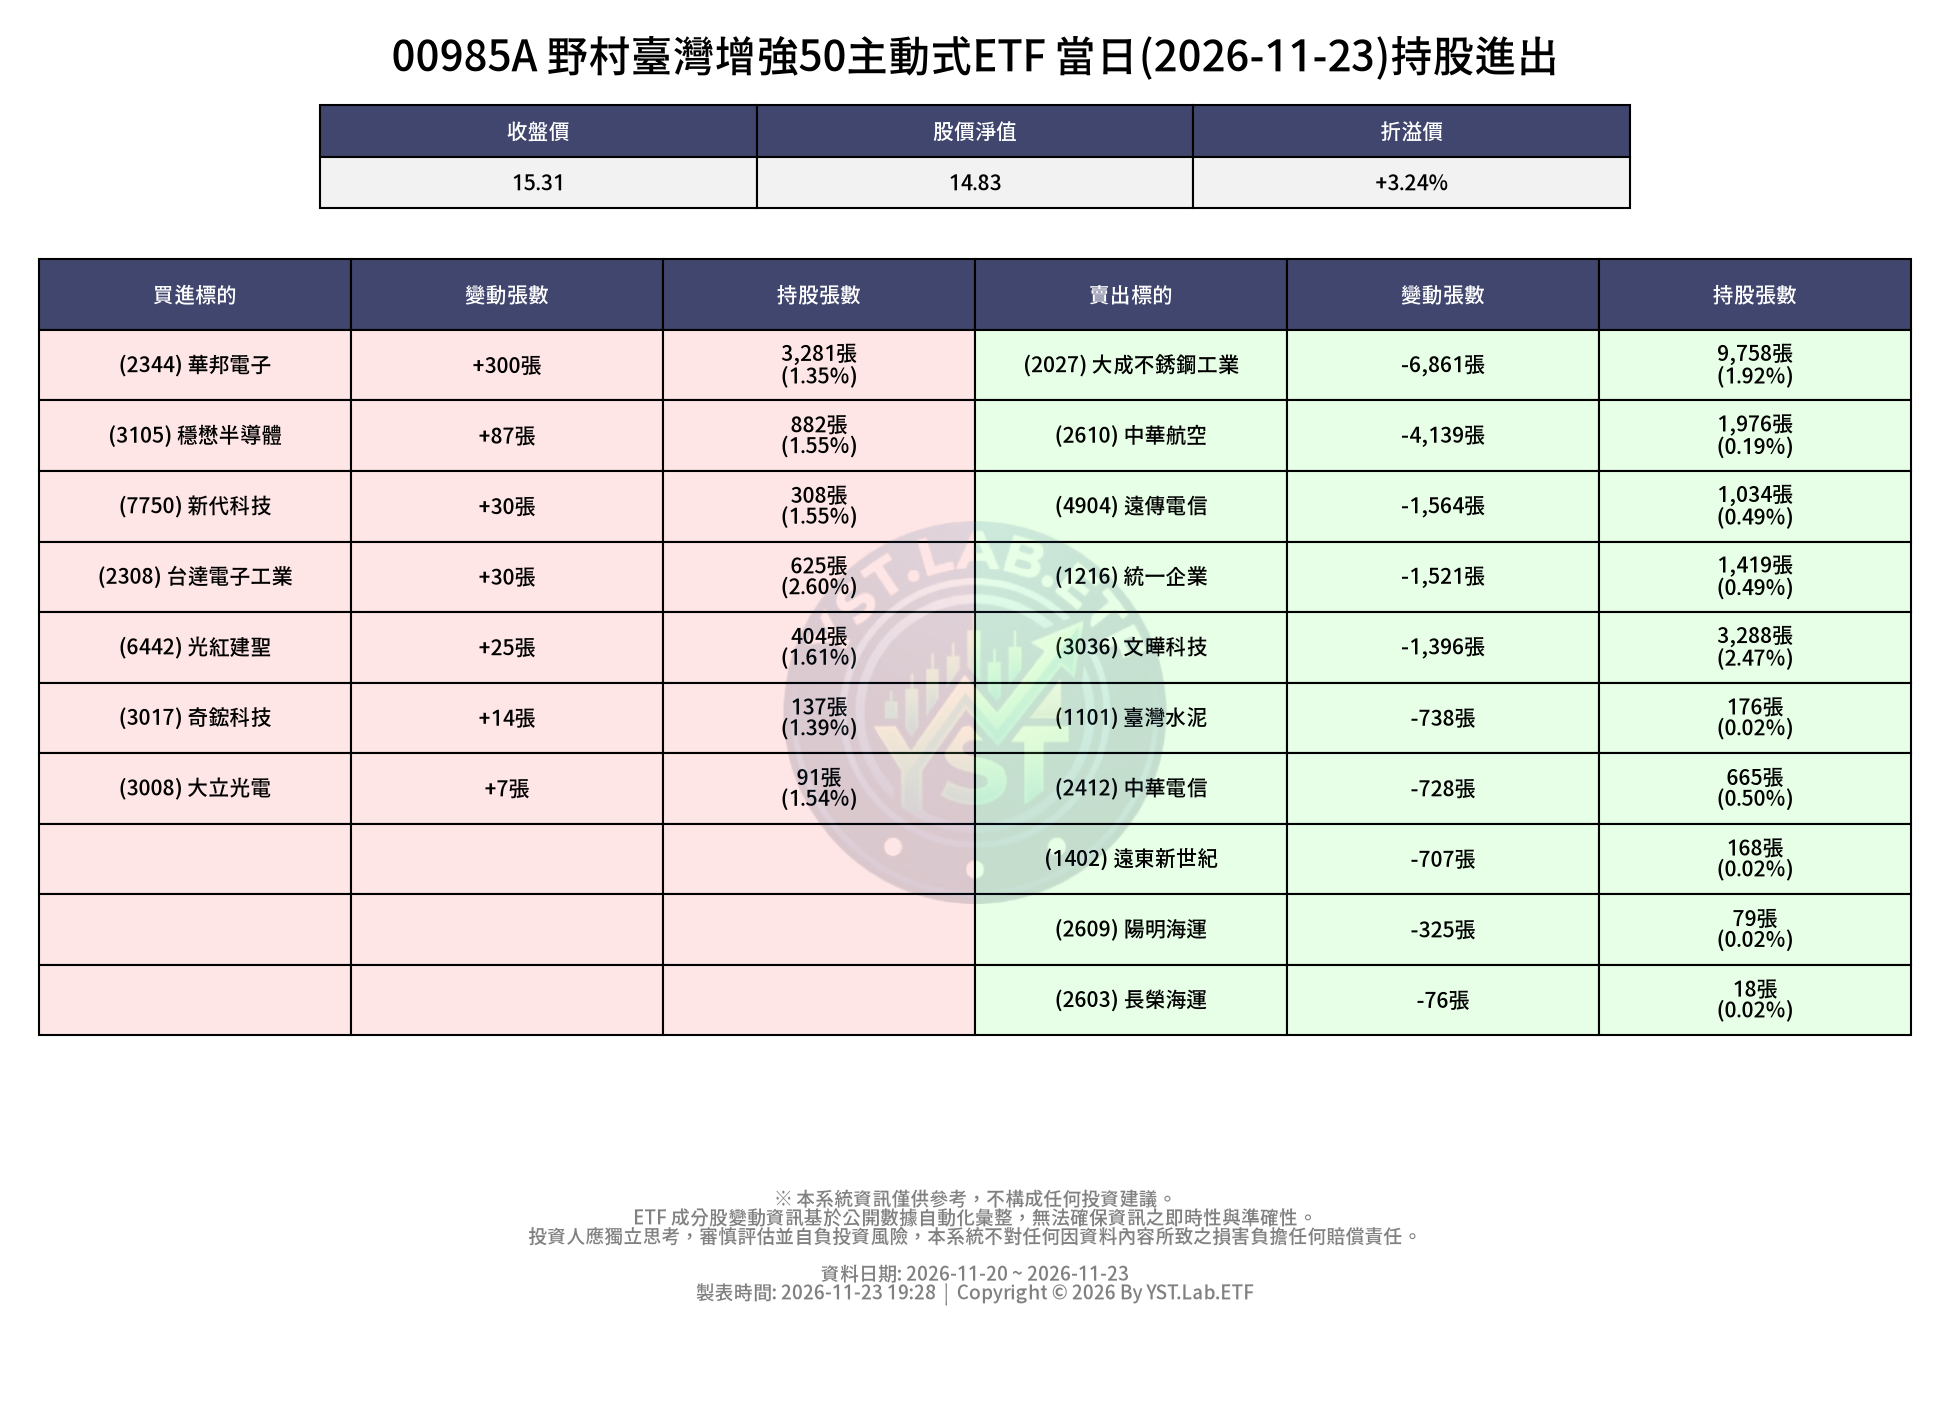 00985A 野村臺灣增強50主動式ETF 當日(2026-11-23)持股進出
收盤價 股價淨值 折溢價
15.31 14.83 +3.24%
買進標的 變動張數 持股張數 賣出標的 變動張數 持股張數
(2344) 華邦電子 +300張 3,281張 (1.35%) (2027) 大成不銹鋼工業 -6,861張 9,758張 (1.92%)
(3105) 穩懋半導體 +87張 882張 (1.55%) (2610) 中華航空 -4,139張 1,976張 (0.19%)
(7750) 新代科技 +30張 308張 (1.55%) (4904) 遠傳電信 -1,564張 1,034張 (0.49%)
(2308) 台達電子工業 +30張 625張 (2.60%) (1216) 統一企業 -1,521張 1,419張 (0.49%)
(6442) 光紅建聖 +25張 404張 (1.61%) (3036) 文曄科技 -1,396張 3,288張 (2.47%)
(3017) 奇鋐科技 +14張 137張 (1.39%) (1101) 臺灣水泥 -738張 176張 (0.02%)
(3008) 大立光電 +7張 91張 (1.54%) (2412) 中華電信 -728張 665張 (0.50%)
(1402) 遠東新世紀 -707張 168張 (0.02%)
(2609) 陽明海運 -325張 79張 (0.02%)
(2603) 長榮海運 -76張 18張 (0.02%)
YST.LAB.ETF
YST
※ 本系統資訊僅供參考，不構成任何投資建議。
ETF 成分股變動資訊基於公開數據自動化彙整，無法確保資訊之即時性與準確性。
投資人應獨立思考，審慎評估並自負投資風險，本系統不對任何因資料內容所致之損害負擔任何賠償責任。
資料日期: 2026-11-20 ~ 2026-11-23
製表時間: 2026-11-23 19:28 | Copyright © 2026 By YST.Lab.ETF